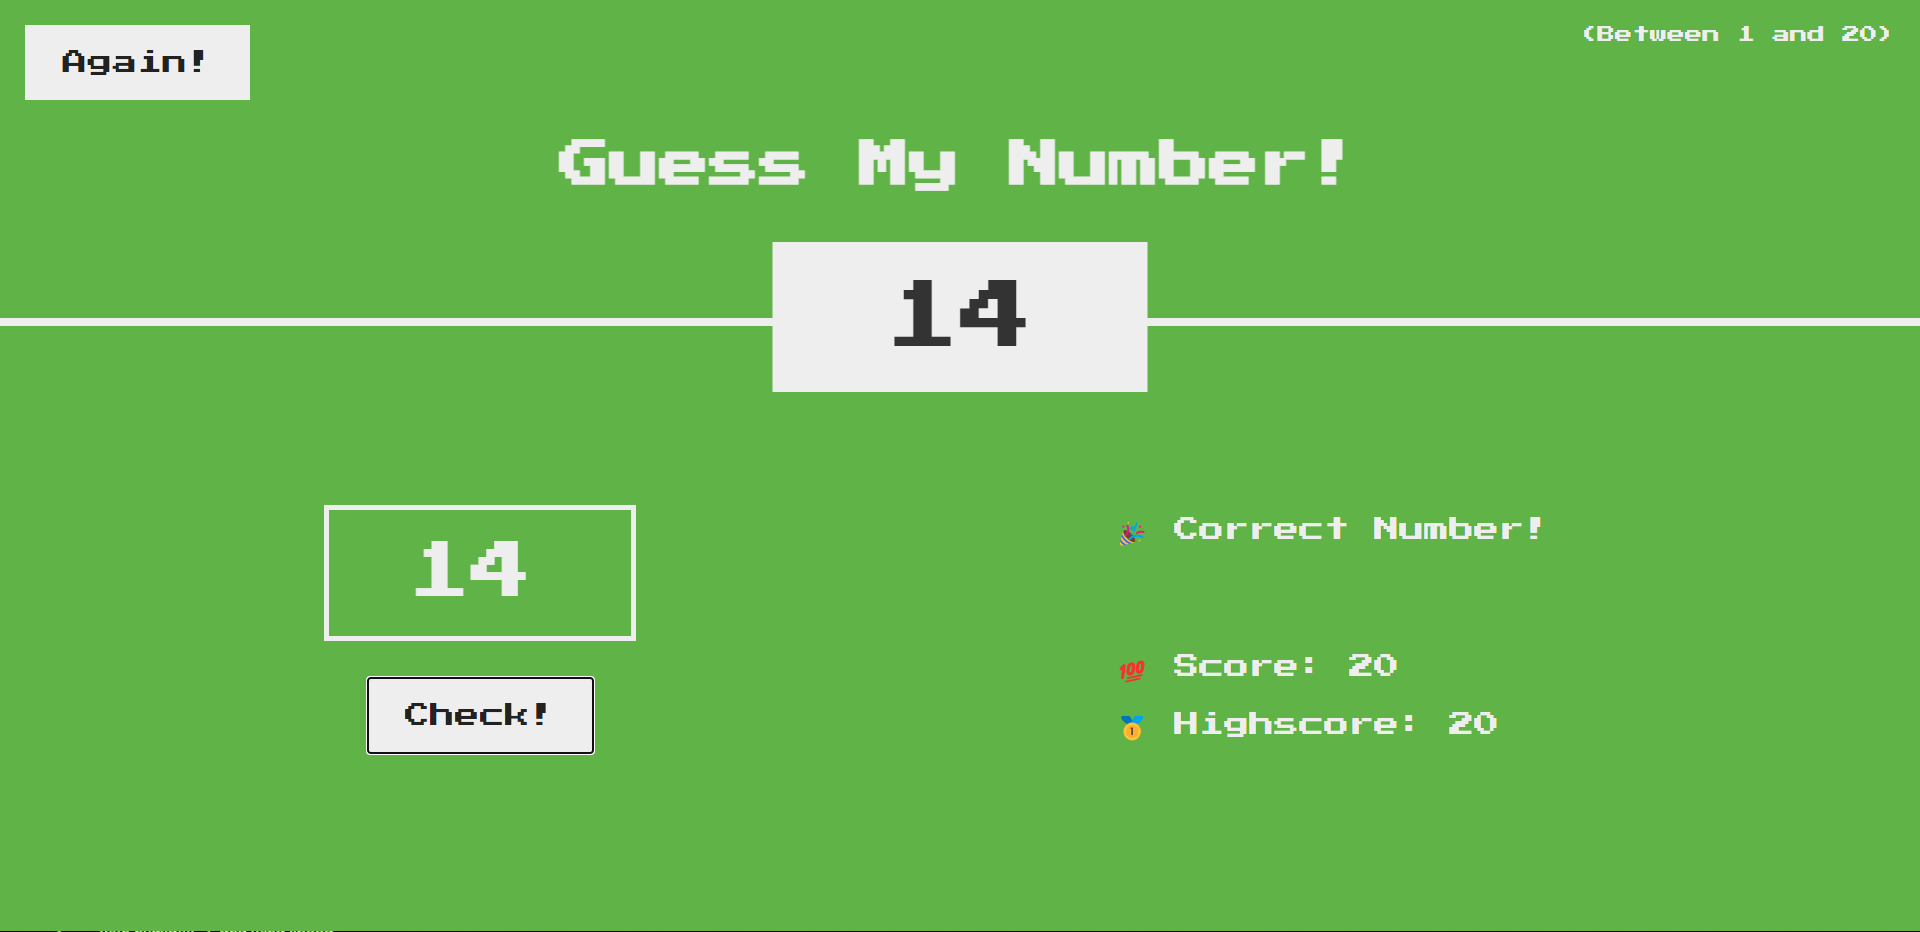 Again!
(Between 1 and 20)
Guess My Number!
14
14
Check!
🎉 Correct Number!
💯 Score: 20
🥇 Highscore: 20